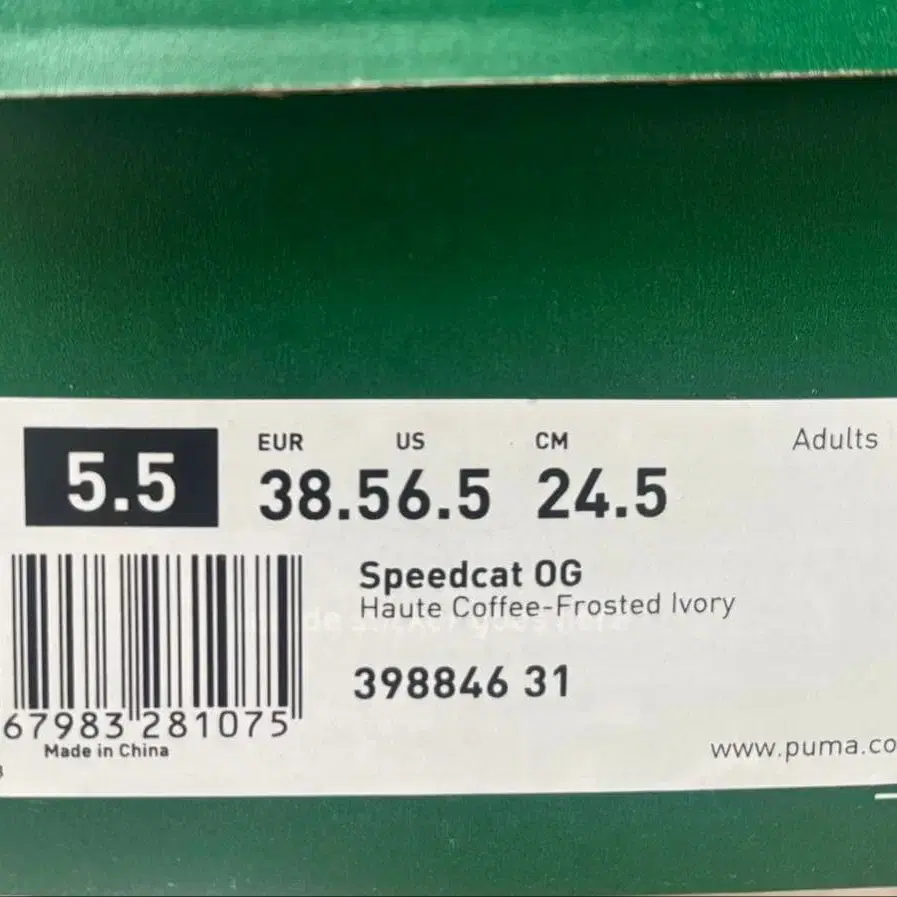 EUR US CM Adults
5.5 38.5 6.5 24.5
Speedcat OG
Haute Coffee-Frosted Ivory
398846 31
67983 281075
Made in China
www.puma.co